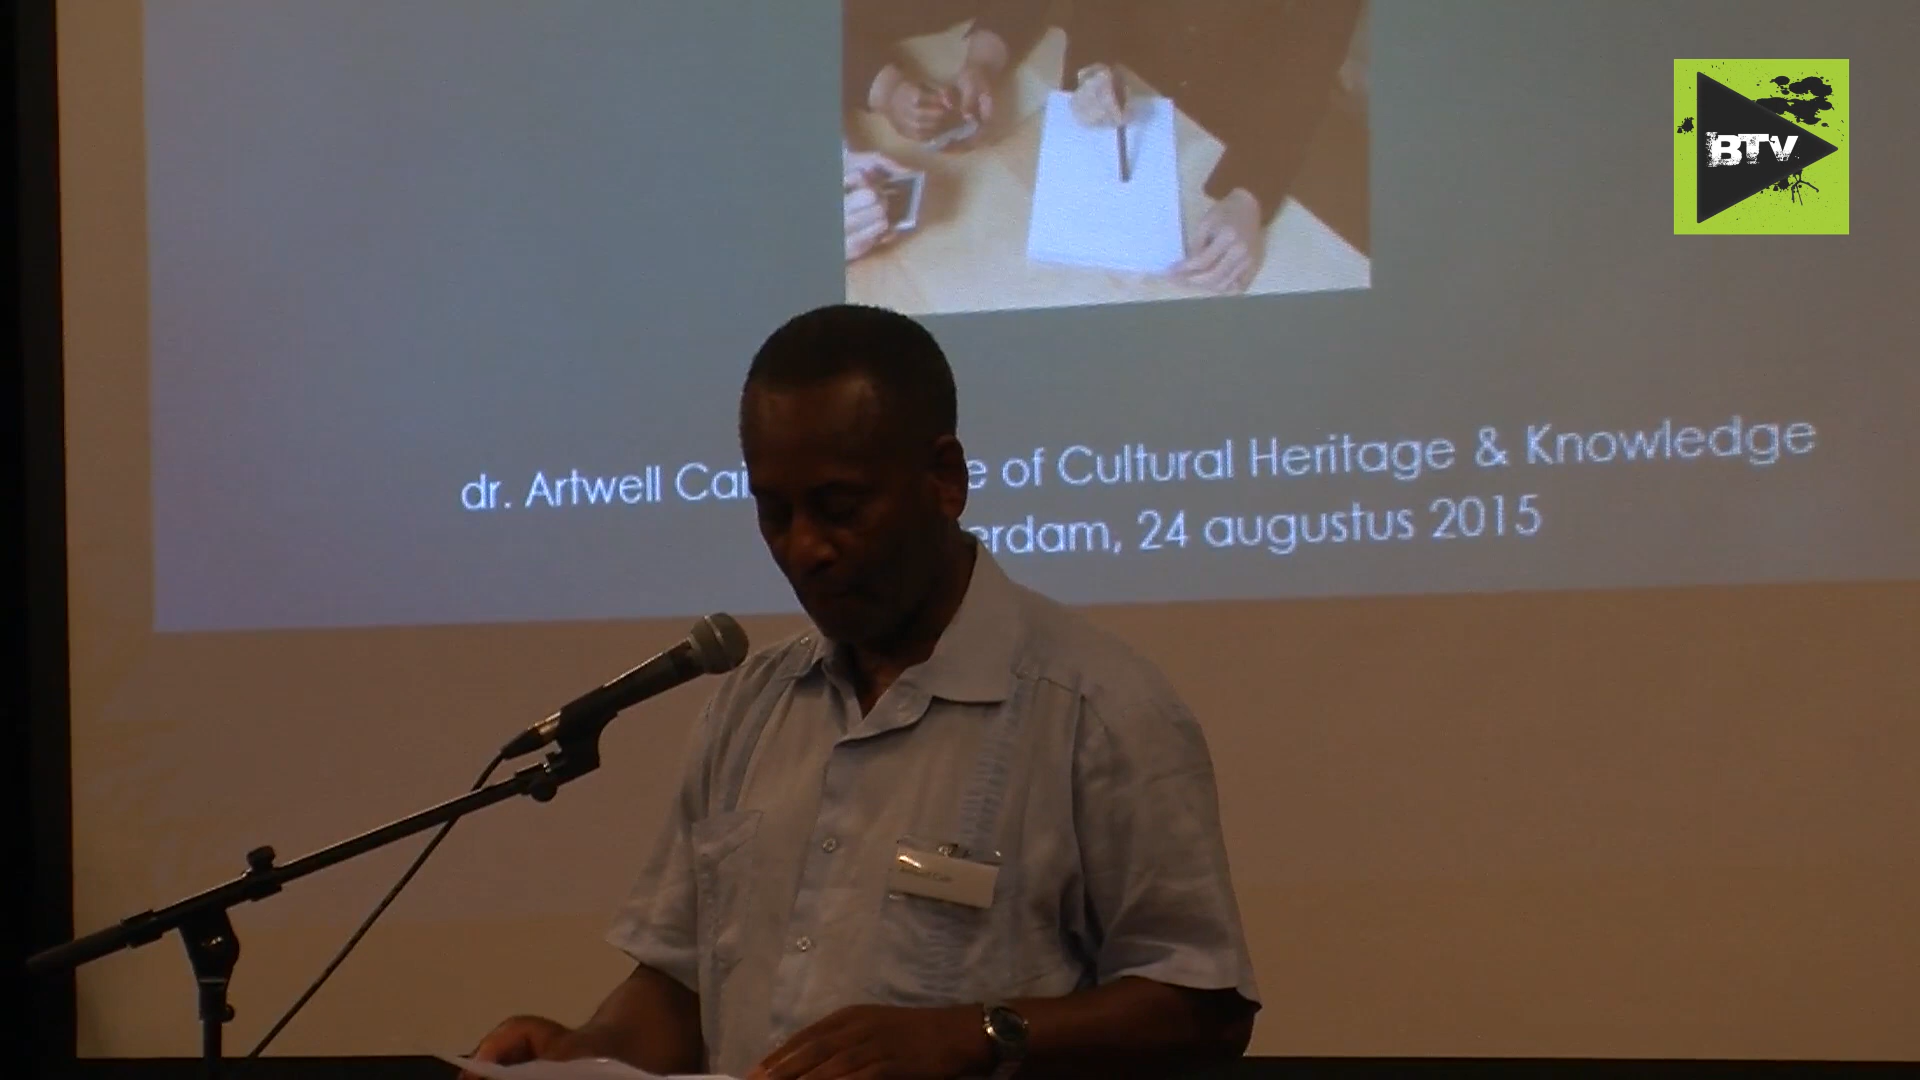 BTV
dr. Artwell Cai
e of Cultural Heritage & Knowledge
erdam, 24 augustus 2015